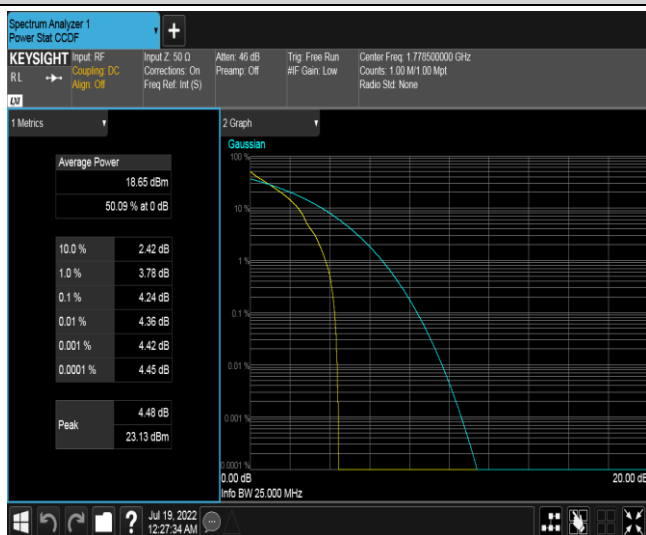 Spectrum Analyzer 1
Power Stat CCDF
+
KEYSIGHT
RL
LXI
Input: RF
Coupling: DC
Align: Off
Input Z: 50 Ω
Corrections: On
Freq Ref: Int (S)
Atten: 46 dB
Preamp: Off
Trig: Free Run
#IF Gain: Low
Center Freq: 1.778500000 GHz
Counts: 1.00 M/1.00 Mpt
Radio Std: None
1 Metrics
Average Power
18.65 dBm
50.09 % at 0 dB
10.0 % 2.42 dB
1.0 % 3.78 dB
0.1 % 4.24 dB
0.01 % 4.36 dB
0.001 % 4.42 dB
0.0001 % 4.45 dB
Peak
4.48 dB
23.13 dBm
2 Graph
Gaussian
100 %
10 %
1 %
0.1 %
0.01 %
0.001 %
0.0001 %
0.00 dB 20.00 dB
Info BW 25.000 MHz
?
Jul 19, 2022
12:27:34 AM